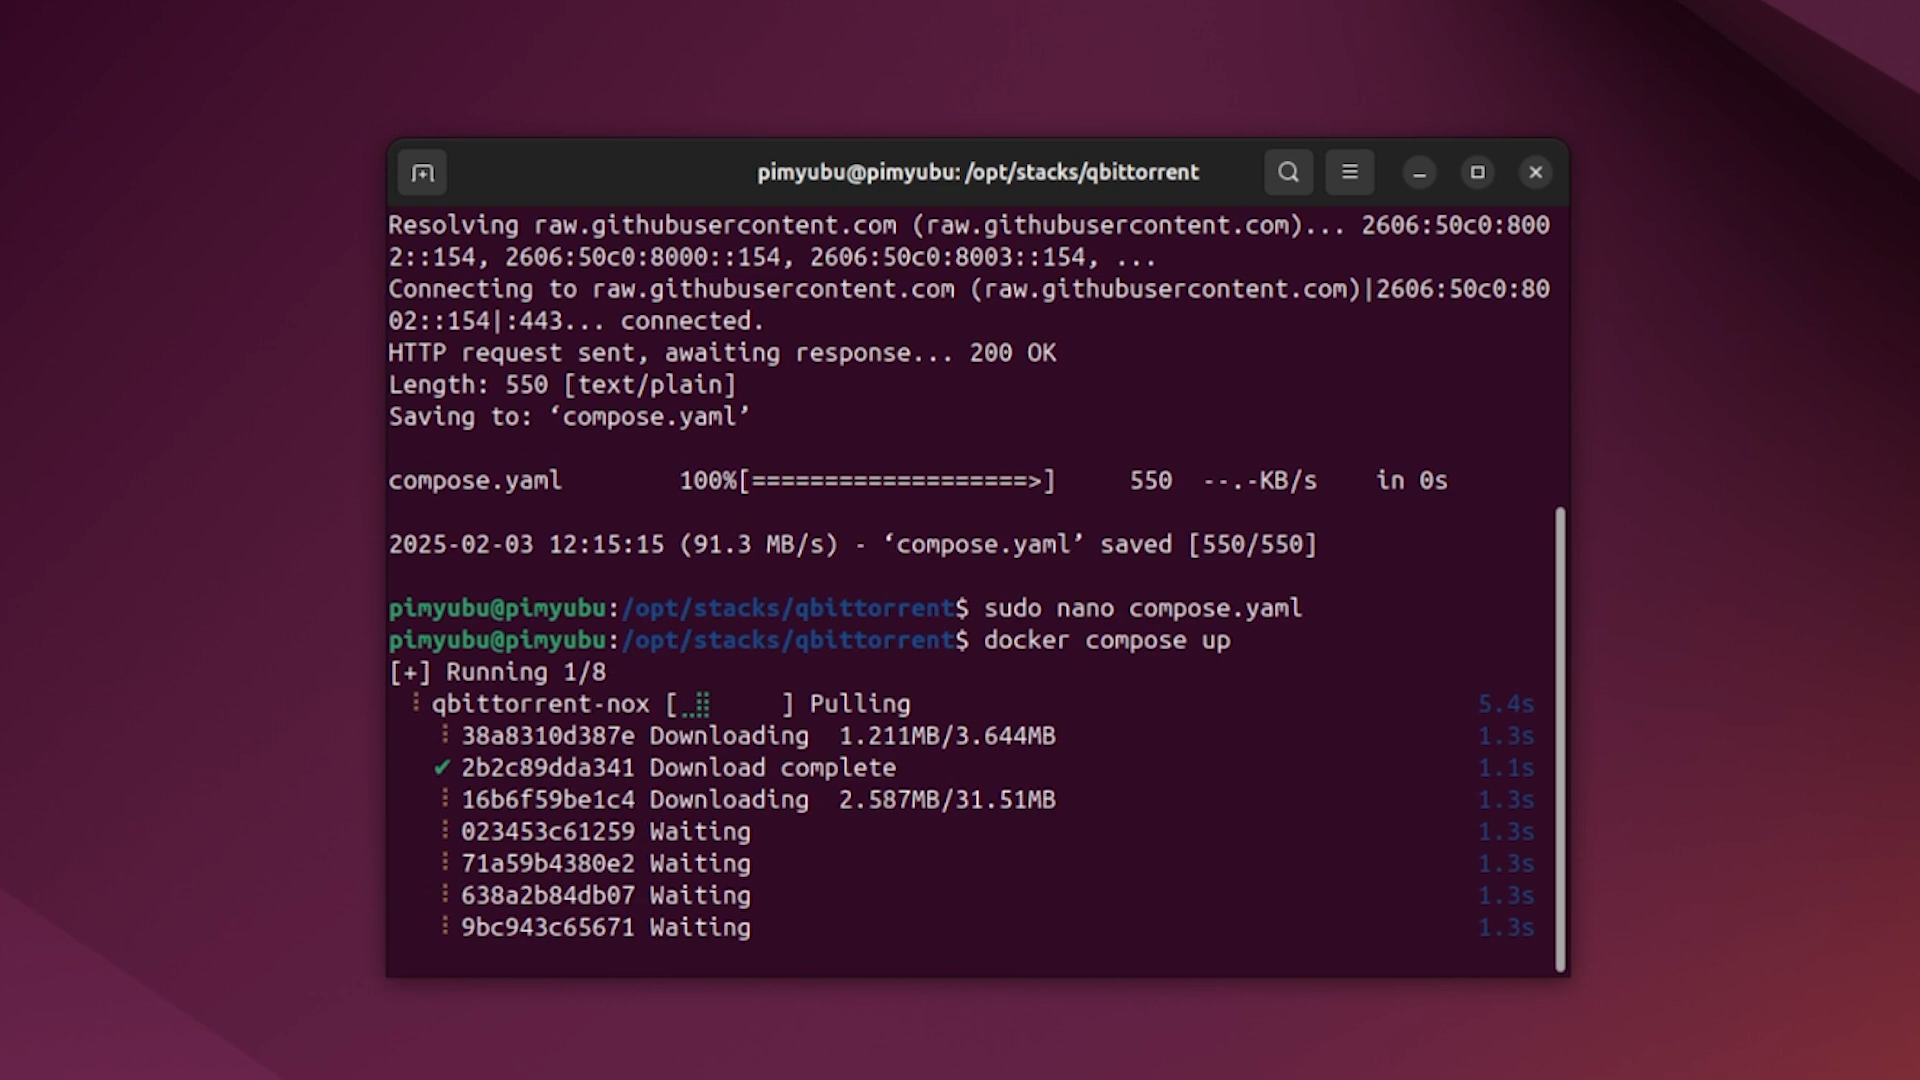 pimyubu@pimyubu: /opt/stacks/qbittorrent
Resolving raw.githubusercontent.com (raw.githubusercontent.com)... 2606:50c0:800
2::154, 2606:50c0:8000::154, 2606:50c0:8003::154, ...
Connecting to raw.githubusercontent.com (raw.githubusercontent.com)|2606:50c0:80
02::154|:443... connected.
HTTP request sent, awaiting response... 200 OK
Length: 550 [text/plain]
Saving to: ‘compose.yaml’
compose.yaml 100%[===================>] 550 --.-KB/s in 0s
2025-02-03 12:15:15 (91.3 MB/s) - ‘compose.yaml’ saved [550/550]
pimyubu@pimyubu:/opt/stacks/qbittorrent$ sudo nano compose.yaml
pimyubu@pimyubu:/opt/stacks/qbittorrent$ docker compose up
[+] Running 1/8
⠸ qbittorrent-nox [⣀⣾ ] Pulling 5.4s
⠸ 38a8310d387e Downloading 1.211MB/3.644MB 1.3s
✔ 2b2c89dda341 Download complete 1.1s
⠸ 16b6f59be1c4 Downloading 2.587MB/31.51MB 1.3s
⠸ 023453c61259 Waiting 1.3s
⠸ 71a59b4380e2 Waiting 1.3s
⠸ 638a2b84db07 Waiting 1.3s
⠸ 9bc943c65671 Waiting 1.3s